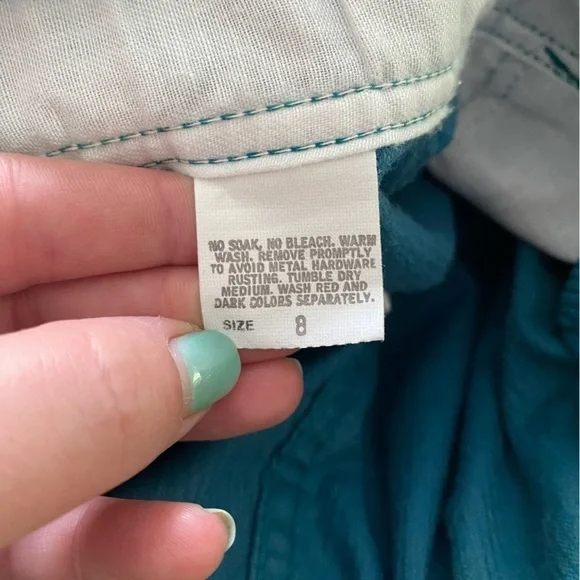 NO SOAK, NO BLEACH. WARM
WASH. REMOVE PROMPTLY
TO AVOID METAL HARDWARE
RUSTING. TUMBLE DRY
MEDIUM. WASH RED AND
DARK COLORS SEPARATELY.
SIZE 8